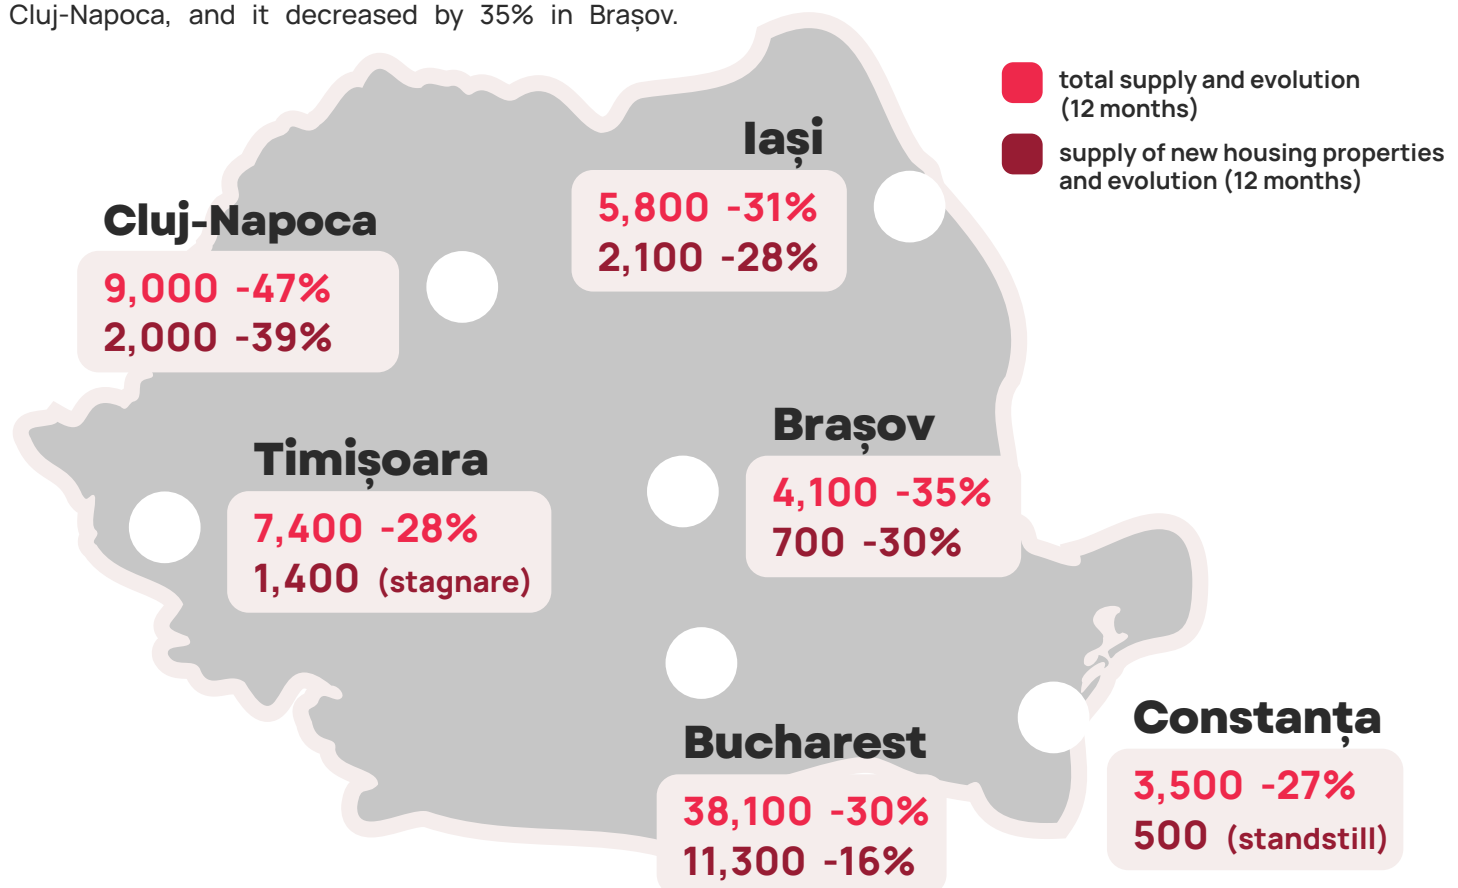 Cluj-Napoca, and it decreased by 35% in Brașov.
total supply and evolution
(12 months)
supply of new housing properties
and evolution (12 months)
Iași
5,800 -31%
2,100 -28%
Cluj-Napoca
9,000 -47%
2,000 -39%
Brașov
4,100 -35%
700 -30%
Timișoara
7,400 -28%
1,400 (stagnare)
Bucharest
38,100 -30%
11,300 -16%
Constanța
3,500 -27%
500 (standstill)